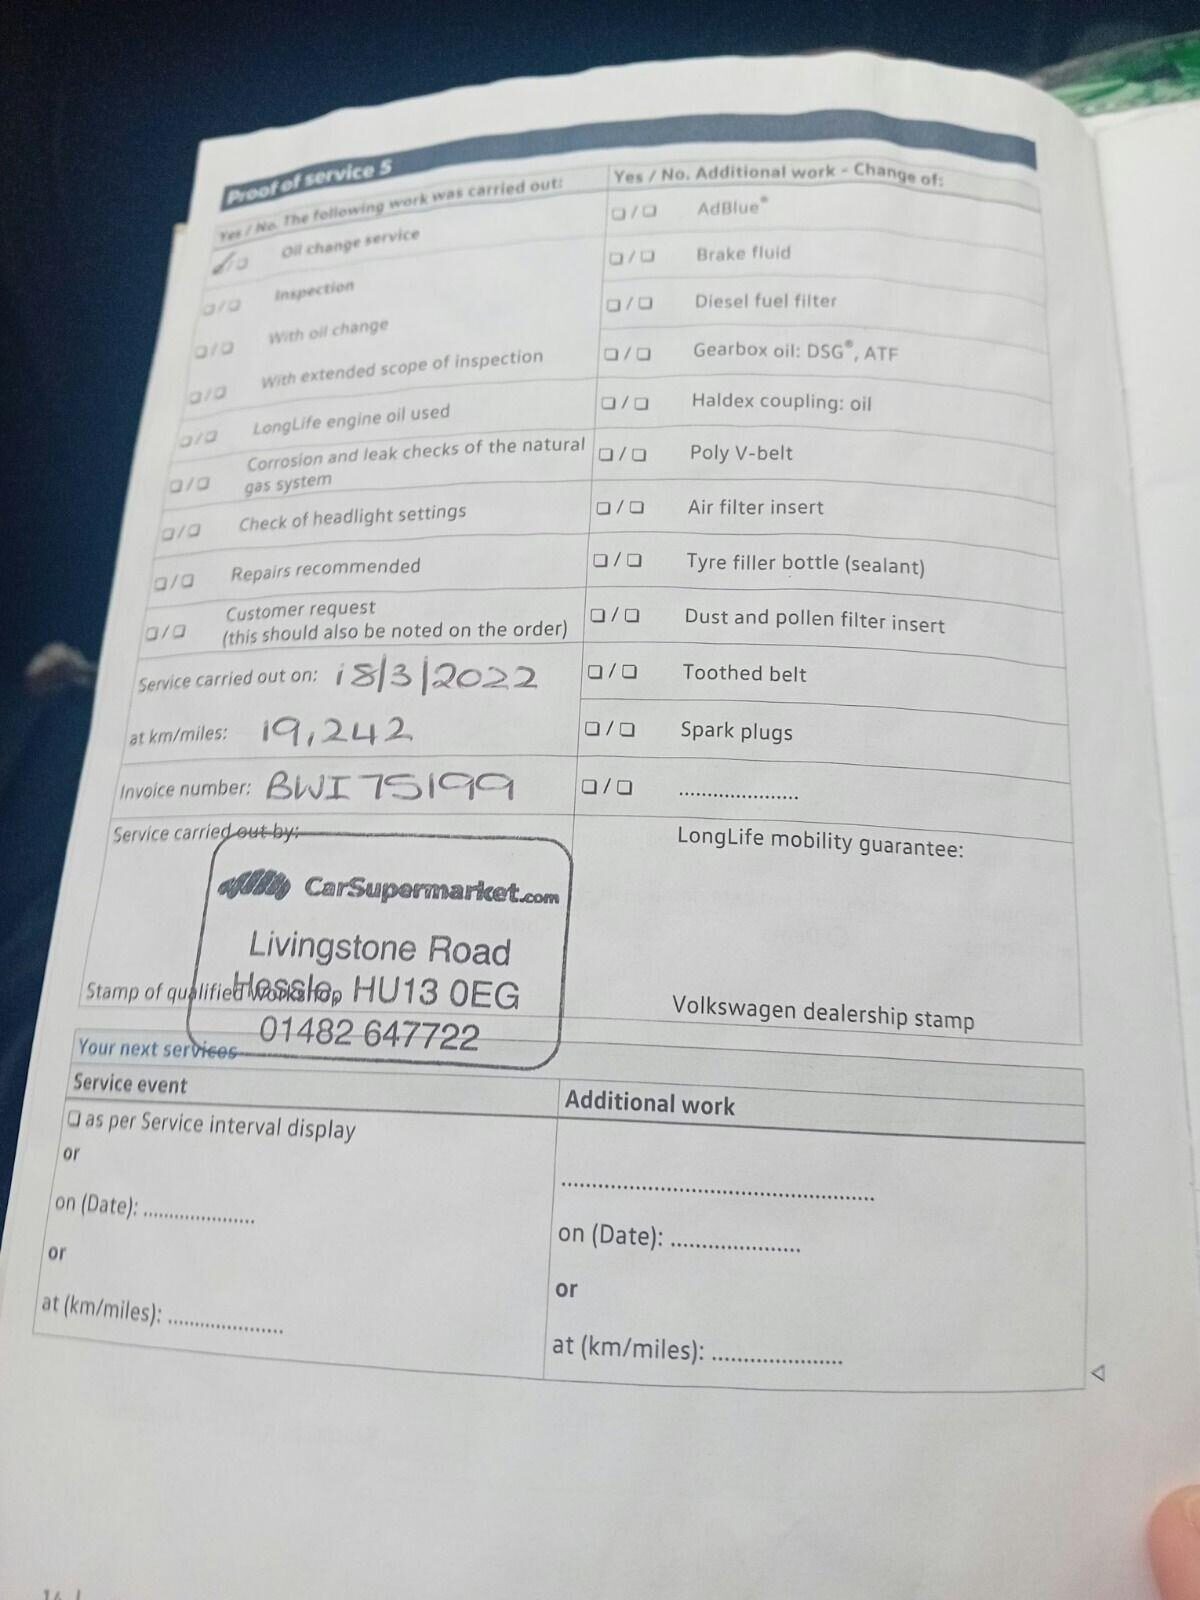 Proof of service 5
Yes / No. The following work was carried out:
Oil change service
Inspection
With oil change
With extended scope of inspection
LongLife engine oil used
Corrosion and leak checks of the natural
gas system
Check of headlight settings
Repairs recommended
Customer request
(this should also be noted on the order)
Service carried out on: 18/3/2022
at km/miles: 19,242
Invoice number: BWI75199
Service carried out by:
CarSupermarket.com
Livingstone Road
Hessle, HU13 0EG
01482 647722
Stamp of qualified workshop
Yes / No. Additional work - Change of:
AdBlue®
Brake fluid
Diesel fuel filter
Gearbox oil: DSG®, ATF
Haldex coupling: oil
Poly V-belt
Air filter insert
Tyre filler bottle (sealant)
Dust and pollen filter insert
Toothed belt
Spark plugs
.....................
LongLife mobility guarantee:
Volkswagen dealership stamp
Your next services
Service event
as per Service interval display
or
on (Date): .....................
or
at (km/miles): .....................
Additional work
.........................................................
on (Date): .....................
or
at (km/miles): .....................